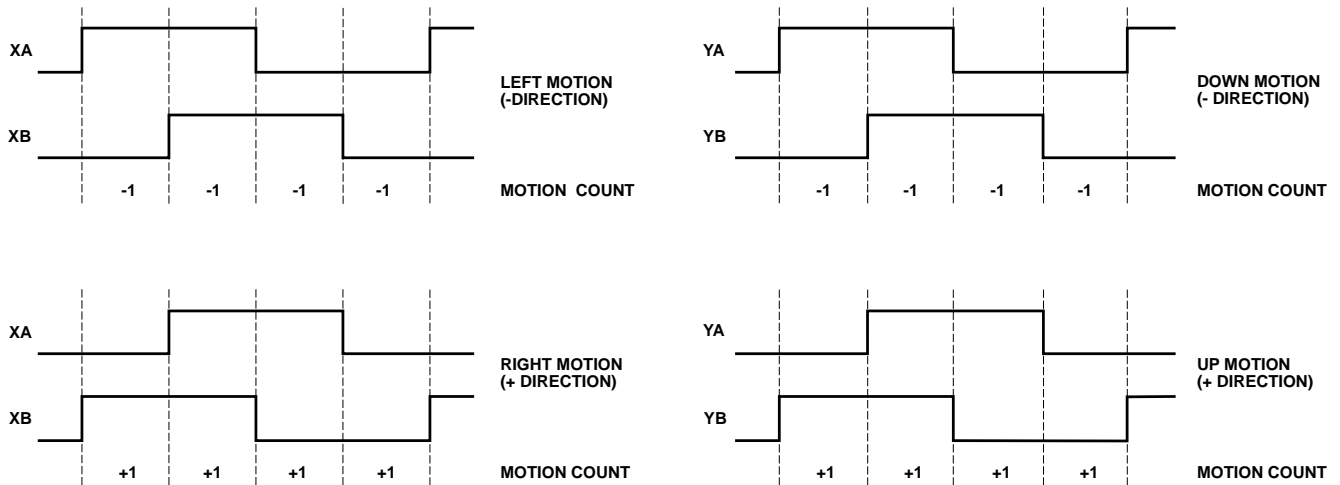 XA
LEFT MOTION
(-DIRECTION)
XB
-1 -1 -1 -1 MOTION COUNT
YA
DOWN MOTION
(- DIRECTION)
YB
-1 -1 -1 -1 MOTION COUNT
XA
RIGHT MOTION
(+ DIRECTION)
XB
+1 +1 +1 +1 MOTION COUNT
YA
UP MOTION
(+ DIRECTION)
YB
+1 +1 +1 +1 MOTION COUNT